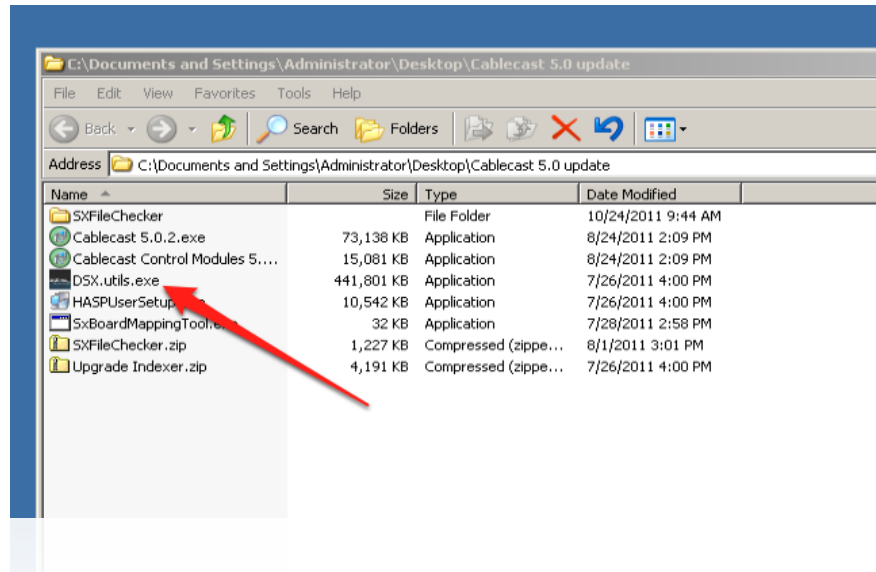 C:\Documents and Settings\Administrator\Desktop\Cablecast 5.0 update
File Edit View Favorites Tools Help
Back Search Folders
Address C:\Documents and Settings\Administrator\Desktop\Cablecast 5.0 update
Name Size Type Date Modified
SXFileChecker File Folder 10/24/2011 9:44 AM
Cablecast 5.0.2.exe 73,138 KB Application 8/24/2011 2:09 PM
Cablecast Control Modules 5.... 15,081 KB Application 8/24/2011 2:09 PM
DSX.utils.exe 441,801 KB Application 7/26/2011 4:00 PM
HASPUserSetup 10,542 KB Application 7/26/2011 4:00 PM
SxBoardMappingTool.exe 32 KB Application 7/28/2011 2:58 PM
SXFileChecker.zip 1,227 KB Compressed (zippe... 8/1/2011 3:01 PM
Upgrade Indexer.zip 4,191 KB Compressed (zippe... 7/26/2011 4:00 PM